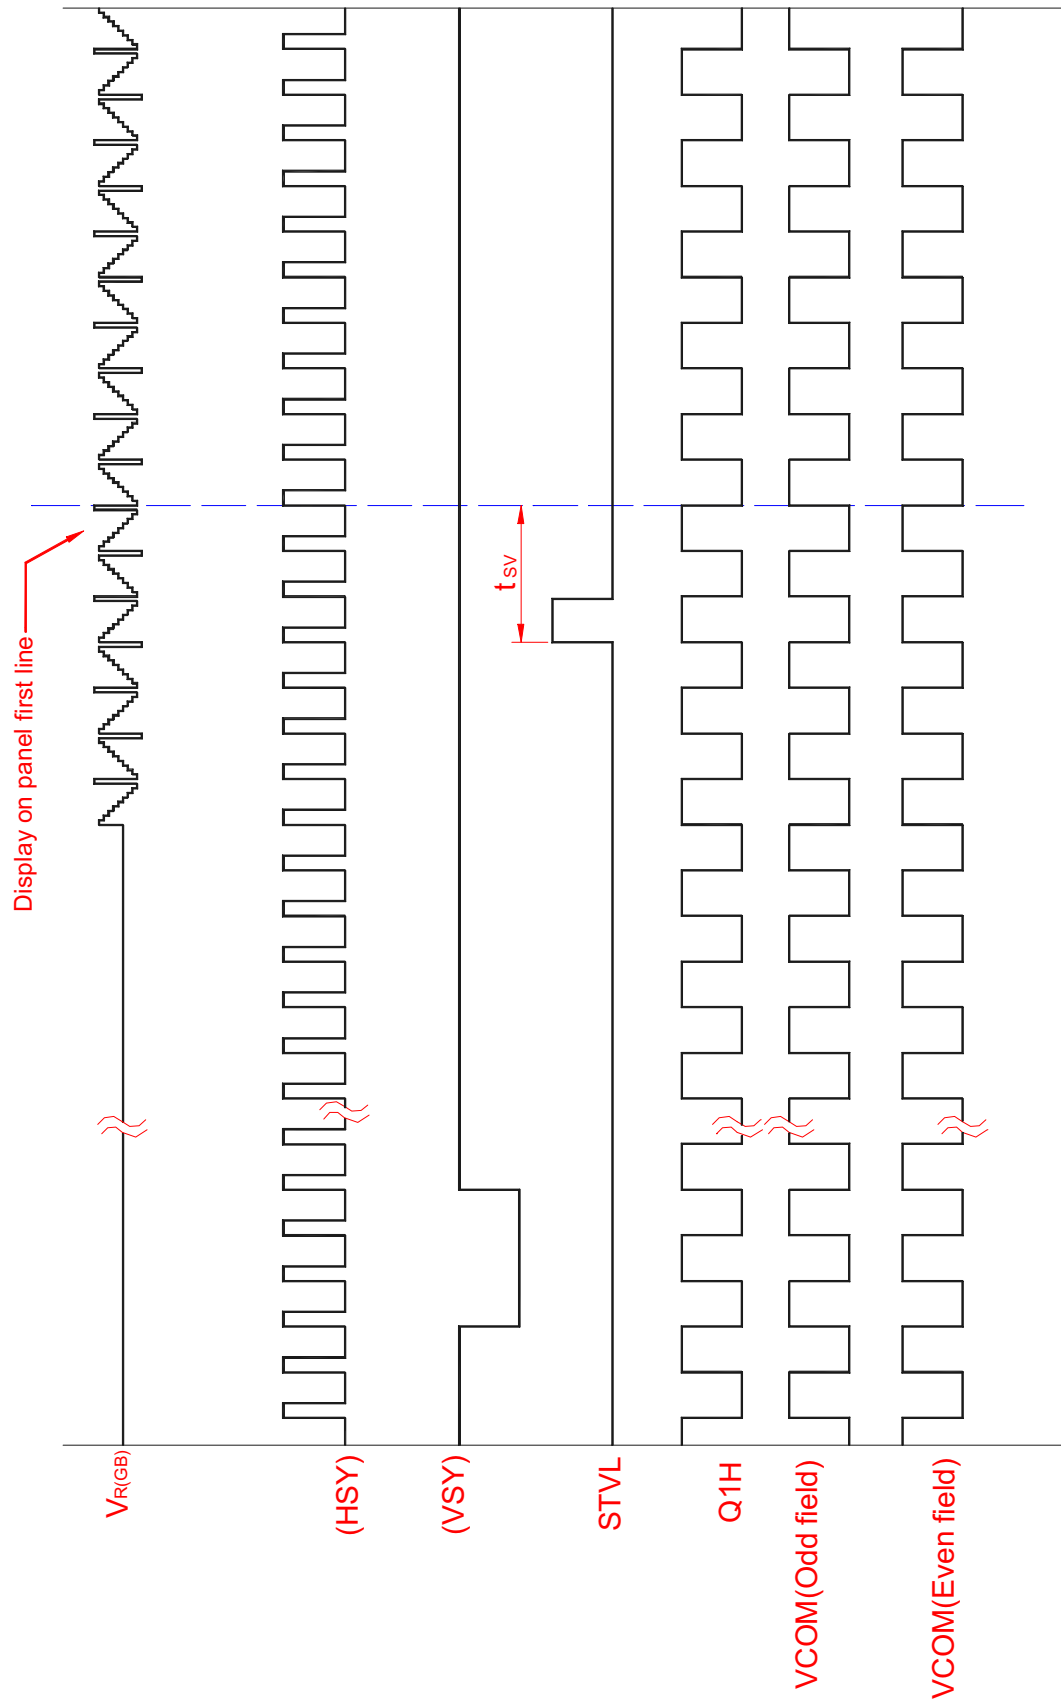 Display on panel first line
VR(GB)
(HSY)
(VSY)
tsv
STVL
Q1H
VCOM(Odd field)
VCOM(Even field)